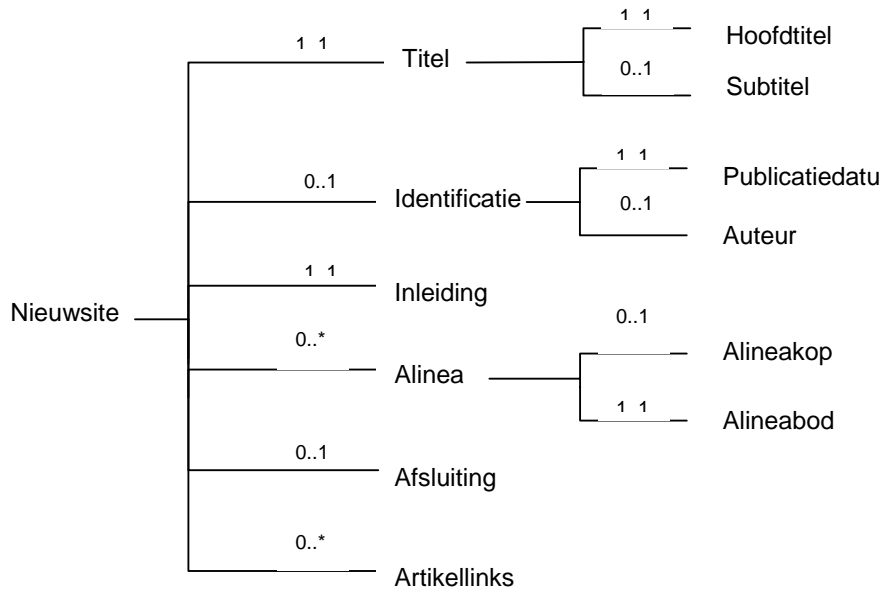 1 1
Titel
1 1
Hoofdtitel
0..1
Subtitel
0..1
Identificatie
1 1
Publicatiedatu
0..1
Auteur
1 1
Inleiding
Nieuwsite
0..*
Alinea
0..1
Alineakop
1 1
Alineabod
0..1
Afsluiting
0..*
Artikellinks